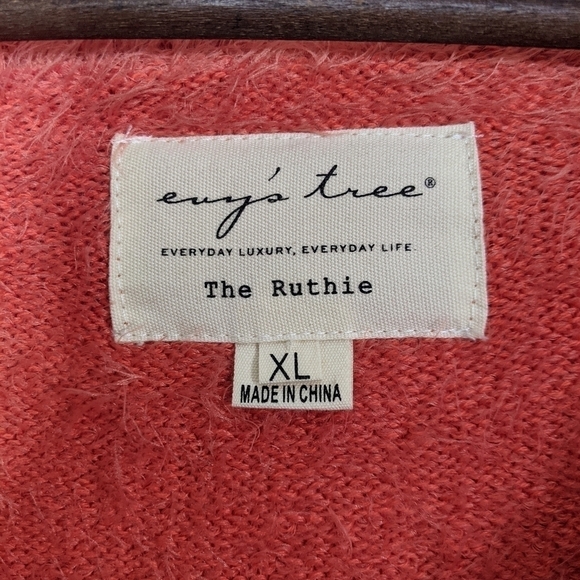 evy's tree®
EVERYDAY LUXURY, EVERYDAY LIFE.
The Ruthie
XL
MADE IN CHINA